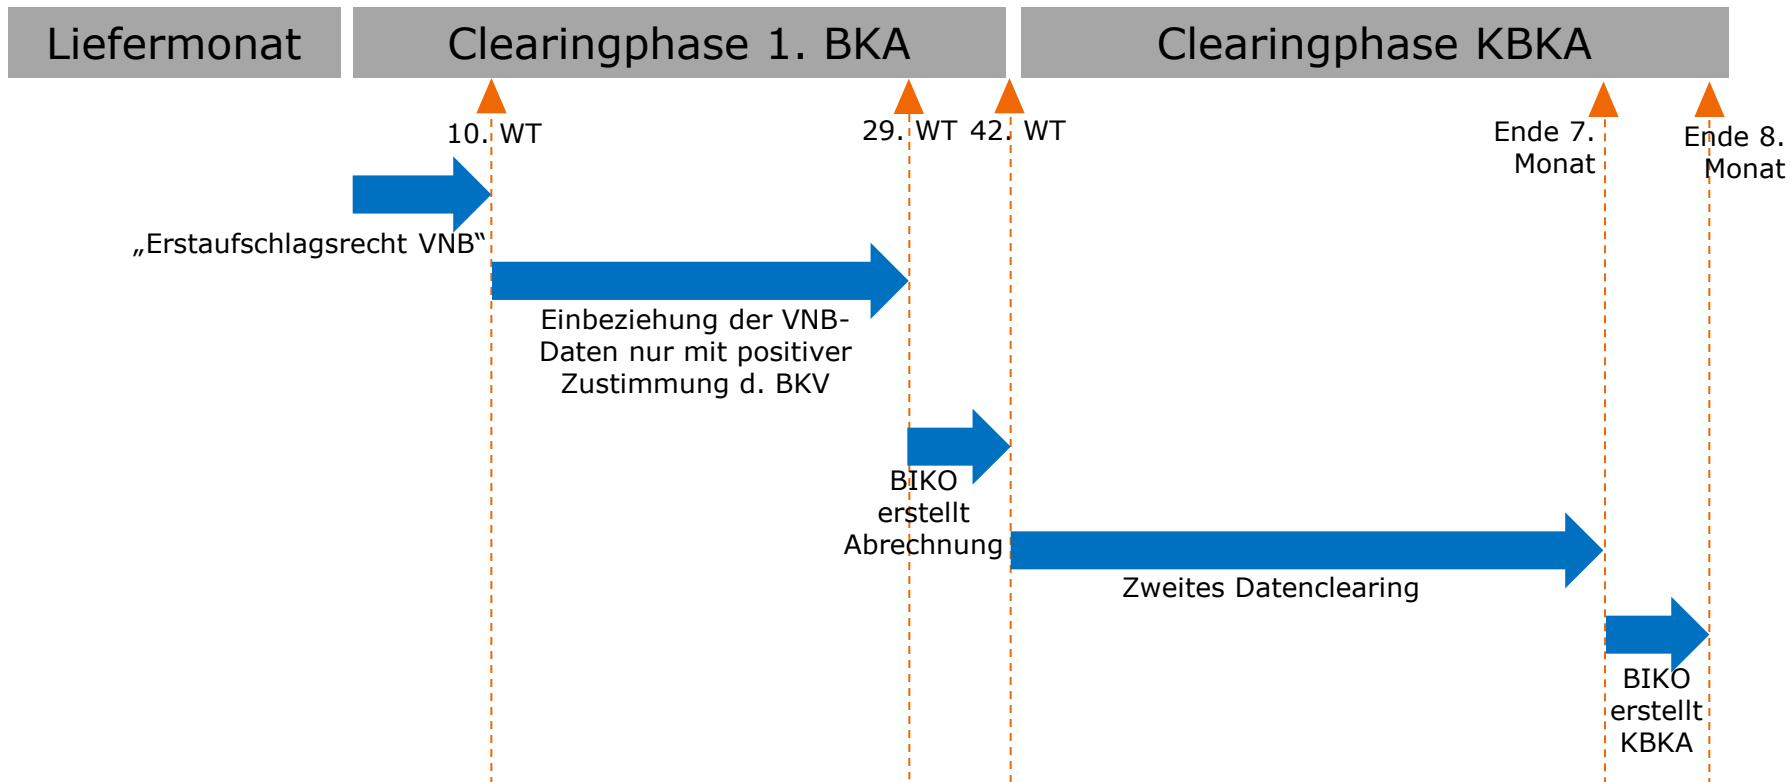 Liefermonat
Clearingphase 1. BKA
Clearingphase KBKA
10. WT
29. WT
42. WT
Ende 7.
Monat
Ende 8.
Monat
„Erstaufschlagsrecht VNB“
Einbeziehung der VNB-
Daten nur mit positiver
Zustimmung d. BKV
BIKO
erstellt
Abrechnung
Zweites Datenclearing
BIKO
erstellt
KBKA